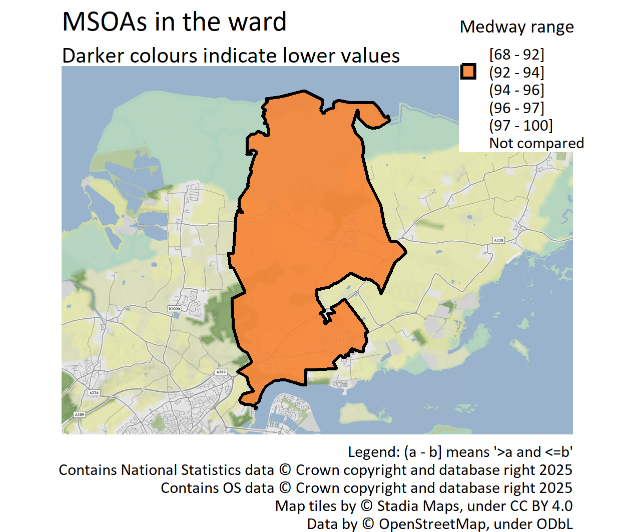 MSOAs in the ward
Darker colours indicate lower values
Medway range
[68 - 92]
(92 - 94]
(94 - 96]
(96 - 97]
(97 - 100]
Not compared
A228
B2000
A289
Legend: (a - b] means '>a and <=b'
Contains National Statistics data © Crown copyright and database right 2025
Contains OS data © Crown copyright and database right 2025
Map tiles by © Stadia Maps, under CC BY 4.0
Data by © OpenStreetMap, under ODbL